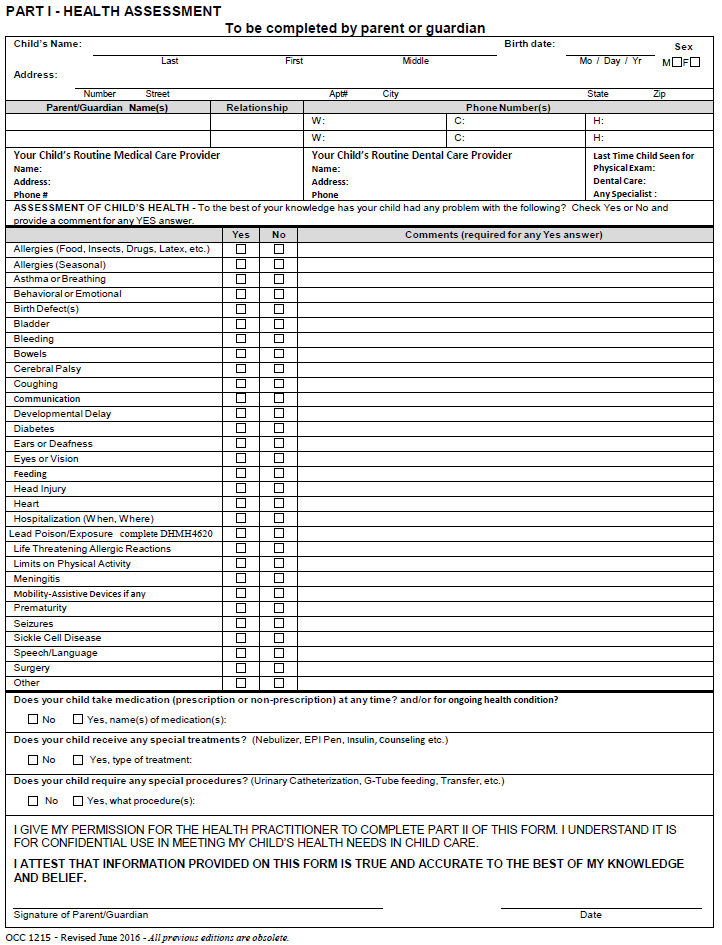 PART I - HEALTH ASSESSMENT
To be completed by parent or guardian
Child's Name: Birth date: Sex
Last First Middle Mo / Day / Yr M F
Address:
Number Street Apt# City State Zip
Parent/Guardian Name(s) Relationship Phone Number(s)
W: C: H:
W: C: H:
Your Child's Routine Medical Care Provider
Name:
Address:
Phone #
Your Child's Routine Dental Care Provider
Name:
Address:
Phone
Last Time Child Seen for
Physical Exam:
Dental Care:
Any Specialist :
ASSESSMENT OF CHILD'S HEALTH - To the best of your knowledge has your child had any problem with the following? Check Yes or No and
provide a comment for any YES answer.
Yes No Comments (required for any Yes answer)
Allergies (Food, Insects, Drugs, Latex, etc.)
Allergies (Seasonal)
Asthma or Breathing
Behavioral or Emotional
Birth Defect(s)
Bladder
Bleeding
Bowels
Cerebral Palsy
Coughing
Communication
Developmental Delay
Diabetes
Ears or Deafness
Eyes or Vision
Feeding
Head Injury
Heart
Hospitalization (When, Where)
Lead Poison/Exposure complete DHMH4620
Life Threatening Allergic Reactions
Limits on Physical Activity
Meningitis
Mobility-Assistive Devices if any
Prematurity
Seizures
Sickle Cell Disease
Speech/Language
Surgery
Other
Does your child take medication (prescription or non-prescription) at any time? and/or for ongoing health condition?
No Yes, name(s) of medication(s):
Does your child receive any special treatments? (Nebulizer, EPI Pen, Insulin, Counseling etc.)
No Yes, type of treatment:
Does your child require any special procedures? (Urinary Catheterization, G-Tube feeding, Transfer, etc.)
No Yes, what procedure(s):
I GIVE MY PERMISSION FOR THE HEALTH PRACTITIONER TO COMPLETE PART II OF THIS FORM. I UNDERSTAND IT IS
FOR CONFIDENTIAL USE IN MEETING MY CHILD'S HEALTH NEEDS IN CHILD CARE.
I ATTEST THAT INFORMATION PROVIDED ON THIS FORM IS TRUE AND ACCURATE TO THE BEST OF MY KNOWLEDGE
AND BELIEF.
Signature of Parent/Guardian Date
OCC 1215 - Revised June 2016 - All previous editions are obsolete.